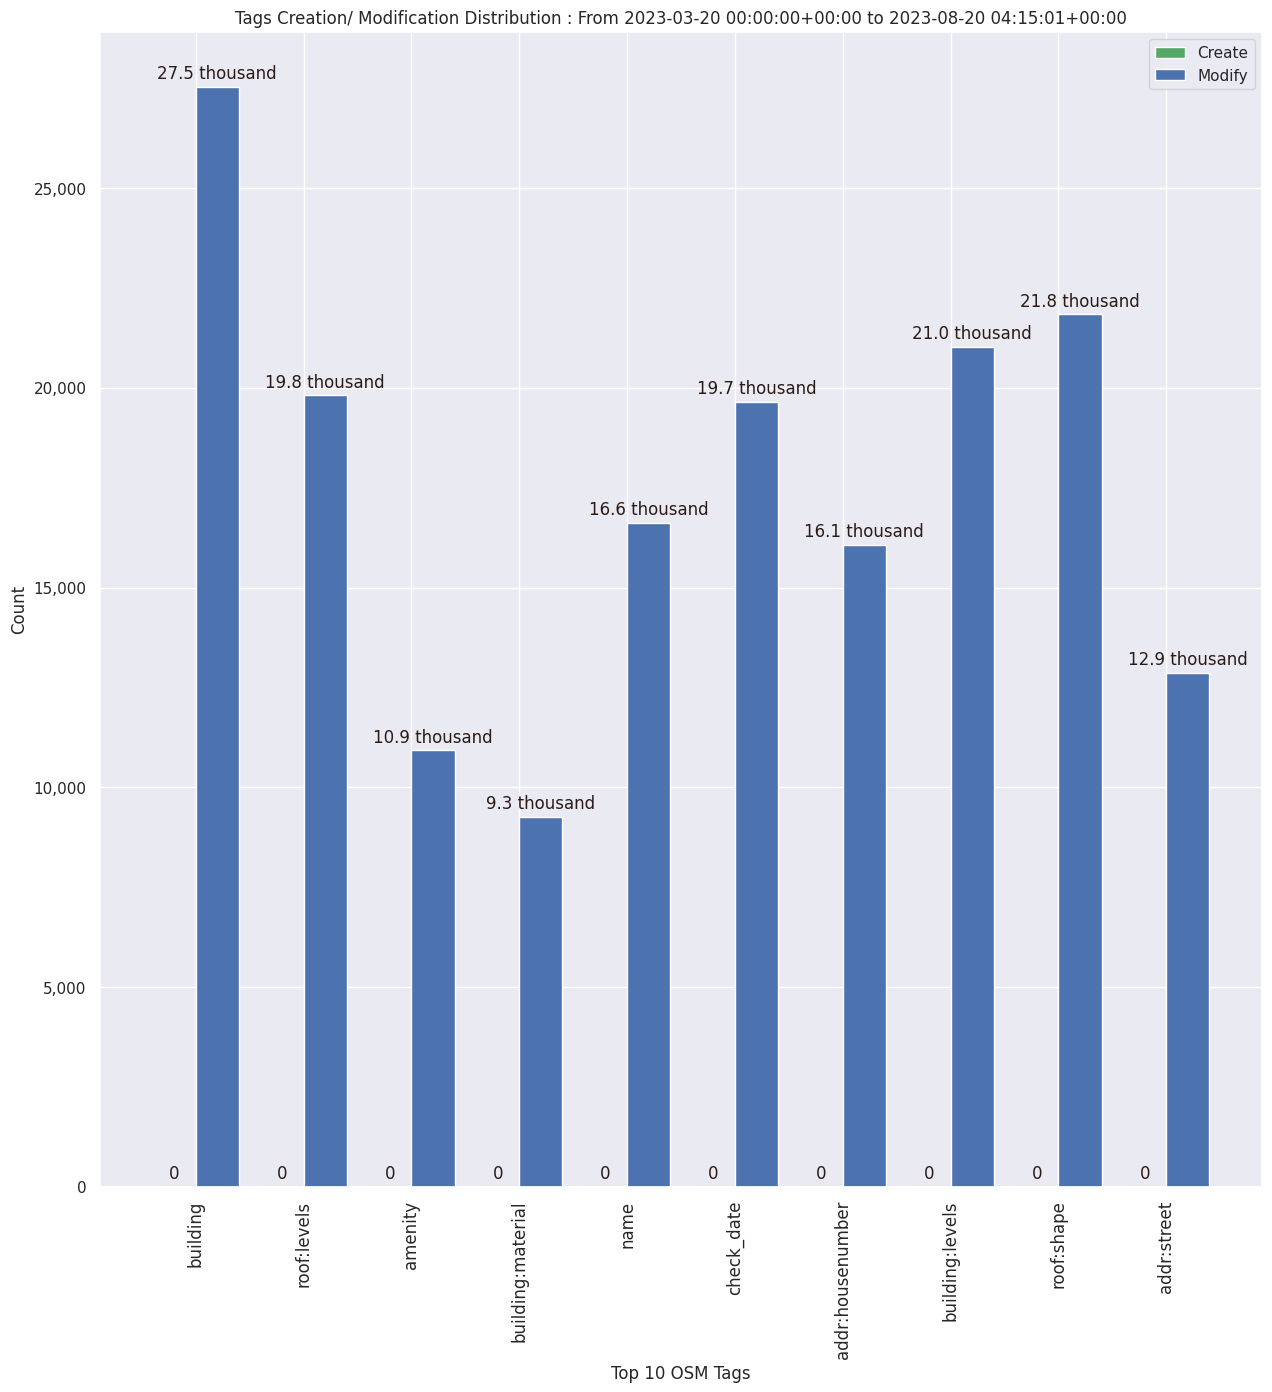 Tags Creation/ Modification Distribution : From 2023-03-20 00:00:00+00:00 to 2023-08-20 04:15:01+00:00
Create
Modify
27.5 thousand
19.8 thousand
10.9 thousand
9.3 thousand
16.6 thousand
19.7 thousand
16.1 thousand
21.0 thousand
21.8 thousand
12.9 thousand
0 0 0 0 0 0 0 0 0 0
25,000
20,000
15,000
10,000
5,000
0
Count
building
roof:levels
amenity
building:material
name
check_date
addr:housenumber
building:levels
roof:shape
addr:street
Top 10 OSM Tags